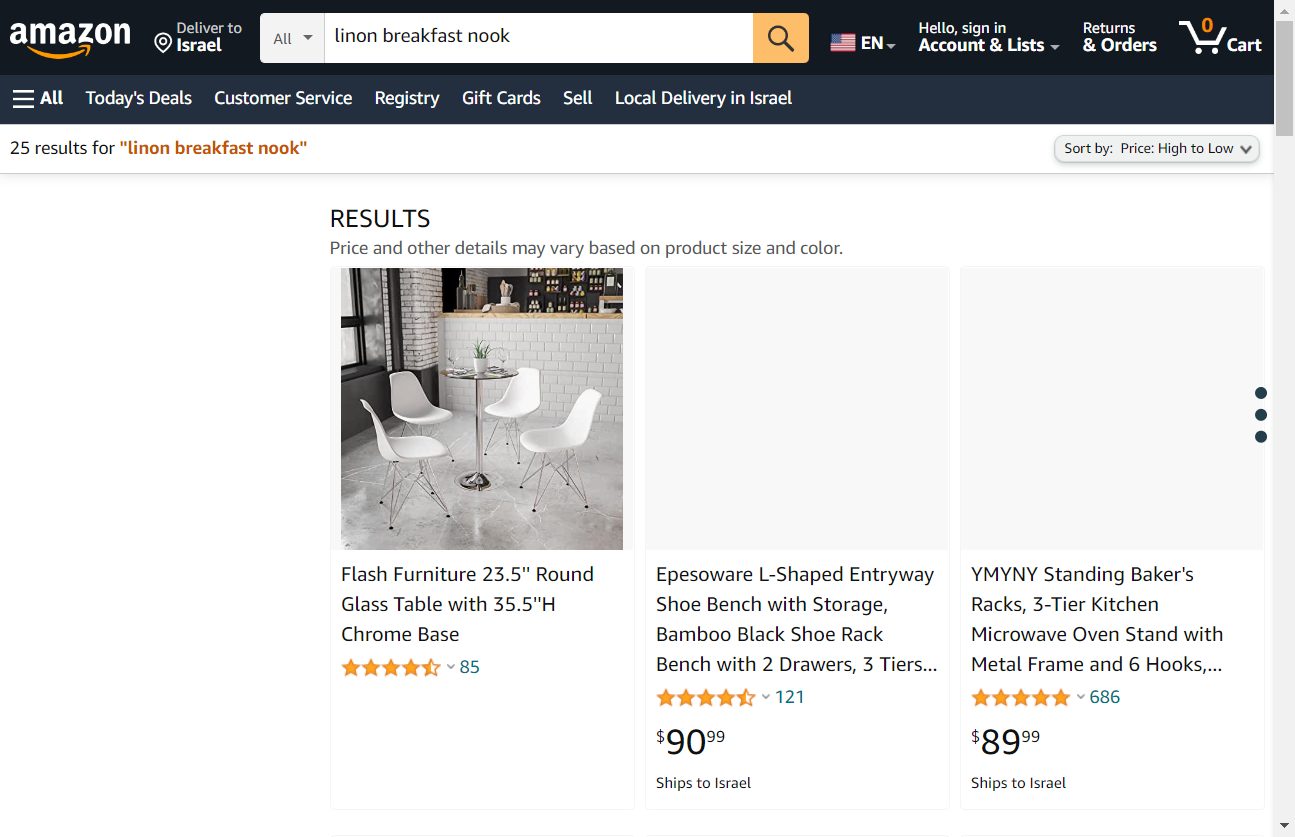 amazon
Deliver to
Israel
All
linon breakfast nook
EN
Hello, sign in
Account & Lists
Returns
& Orders
0
Cart
All
Today's Deals
Customer Service
Registry
Gift Cards
Sell
Local Delivery in Israel
25 results for "linon breakfast nook"
Sort by: Price: High to Low
RESULTS
Price and other details may vary based on product size and color.
Flash Furniture 23.5'' Round
Glass Table with 35.5''H
Chrome Base
85
Epesoware L-Shaped Entryway
Shoe Bench with Storage,
Bamboo Black Shoe Rack
Bench with 2 Drawers, 3 Tiers...
121
$90.99
Ships to Israel
YMYNY Standing Baker's
Racks, 3-Tier Kitchen
Microwave Oven Stand with
Metal Frame and 6 Hooks,...
686
$89.99
Ships to Israel